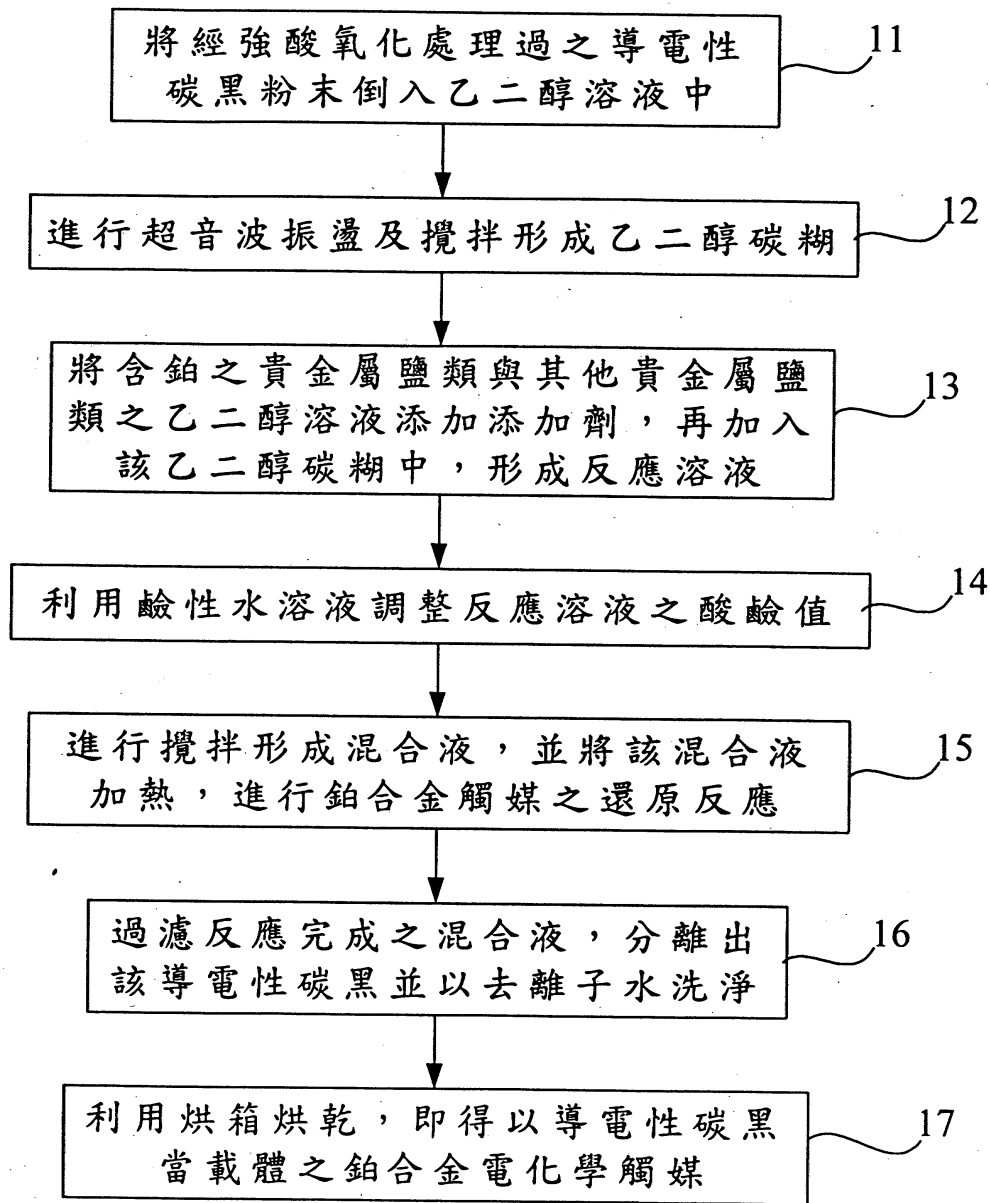 將經強酸氧化處理過之導電性
碳黑粉末倒入乙二醇溶液中
11
進行超音波振盪及攪拌形成乙二醇碳糊
12
將含鉑之貴金屬鹽類與其他貴金屬鹽
類之乙二醇溶液添加添加劑，再加入
該乙二醇碳糊中，形成反應溶液
13
利用鹼性水溶液調整反應溶液之酸鹼值
14
進行攪拌形成混合液，並將該混合液
加熱，進行鉑合金觸媒之還原反應
15
過濾反應完成之混合液，分離出
該導電性碳黑並以去離子水洗淨
16
利用烘箱烘乾，即得以導電性碳黑
當載體之鉑合金電化學觸媒
17